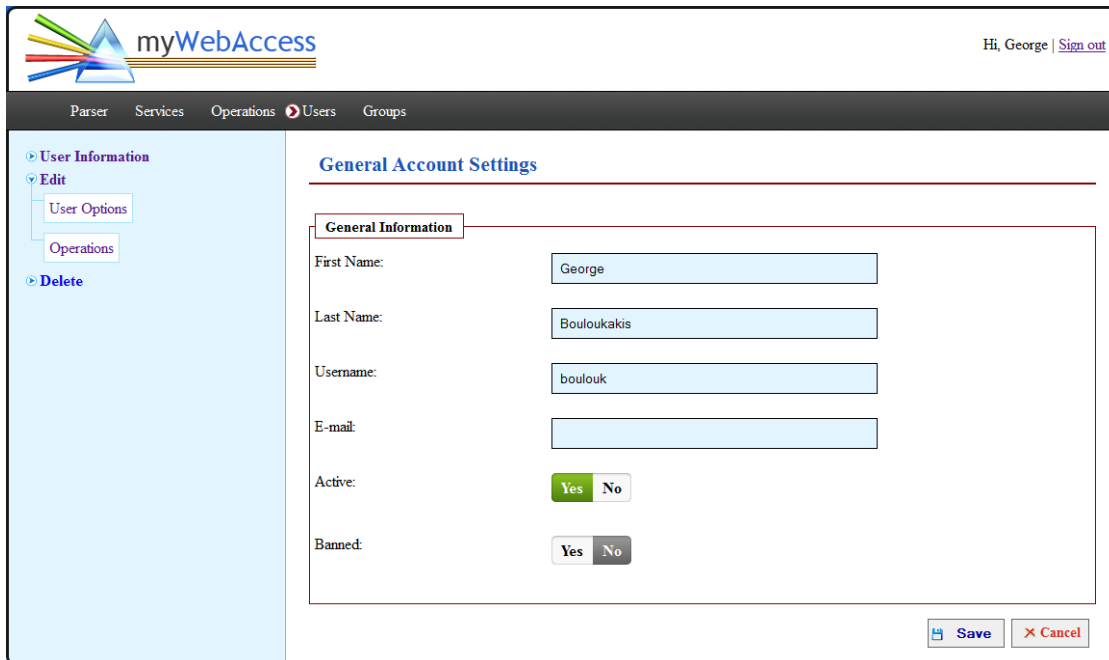 myWebAccess
Hi, George | Sign out
Parser Services Operations Users Groups
User Information
Edit
User Options
Operations
Delete
General Account Settings
General Information
First Name: George
Last Name: Bouloukakis
Username: boulouk
E-mail:
Active: Yes No
Banned: Yes No
Save Cancel